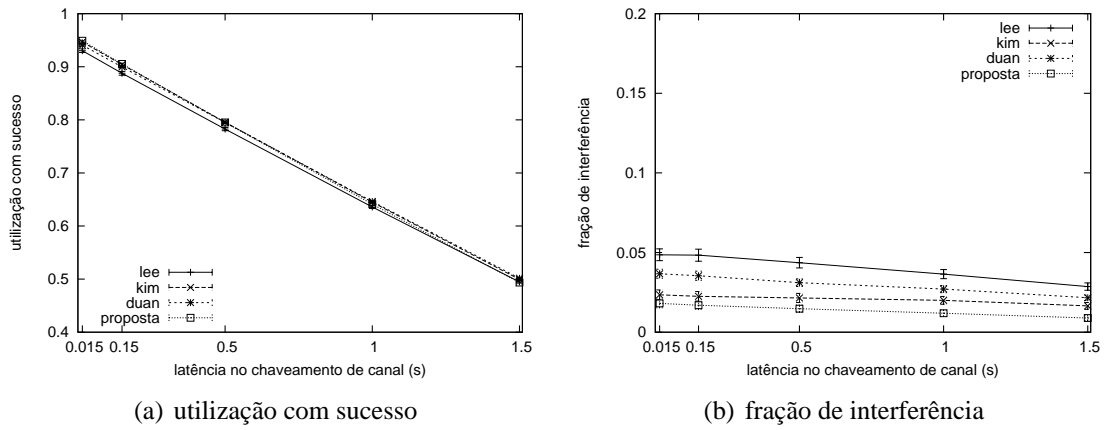 1
0.9
0.8
0.7
0.6
0.5
0.4
0.015 0.15 0.5 1 1.5
utilização com sucesso
latência no chaveamento de canal (s)
lee
kim
duan
proposta
(a) utilização com sucesso
0.2
0.15
0.1
0.05
0
0.015 0.15 0.5 1 1.5
fração de interferência
latência no chaveamento de canal (s)
lee
kim
duan
proposta
(b) fração de interferência